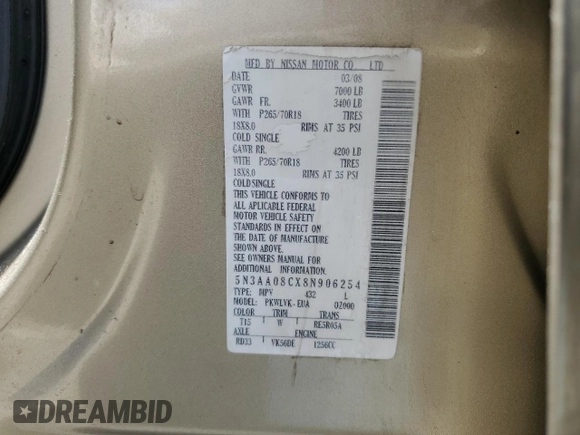 MFD BY NISSAN MOTOR CO LTD
DATE 03/08
GVWR 7000 LB
GAWR FR. 3400 LB
WITH P265/70R18 TIRES
18X8.0 RIMS AT 35 PSI
COLD SINGLE
GAWR RR. 4200 LB
WITH P265/70R18 TIRES
18X8.0 RIMS AT 35 PSI
COLD SINGLE
THIS VEHICLE CONFORMS TO
ALL APLICABLE FEDERAL
MOTOR VEHICLE SAFETY
STANDARDS IN EFFECT ON
THE DATE OF MANUFACTURE
SHOWN ABOVE.
SEE OWNERS MANUAL FOR
ADDITIONAL INFORMATION
5N3AA08CX8N906254
TYPE: MPV 432 L
MODEL: PKWLVK-EUA 02000
COLOR TRIM TRANS
T15 W RE5R05A
AXLE ENGINE
RD33 VK56DE 1256CC
DREAMBID